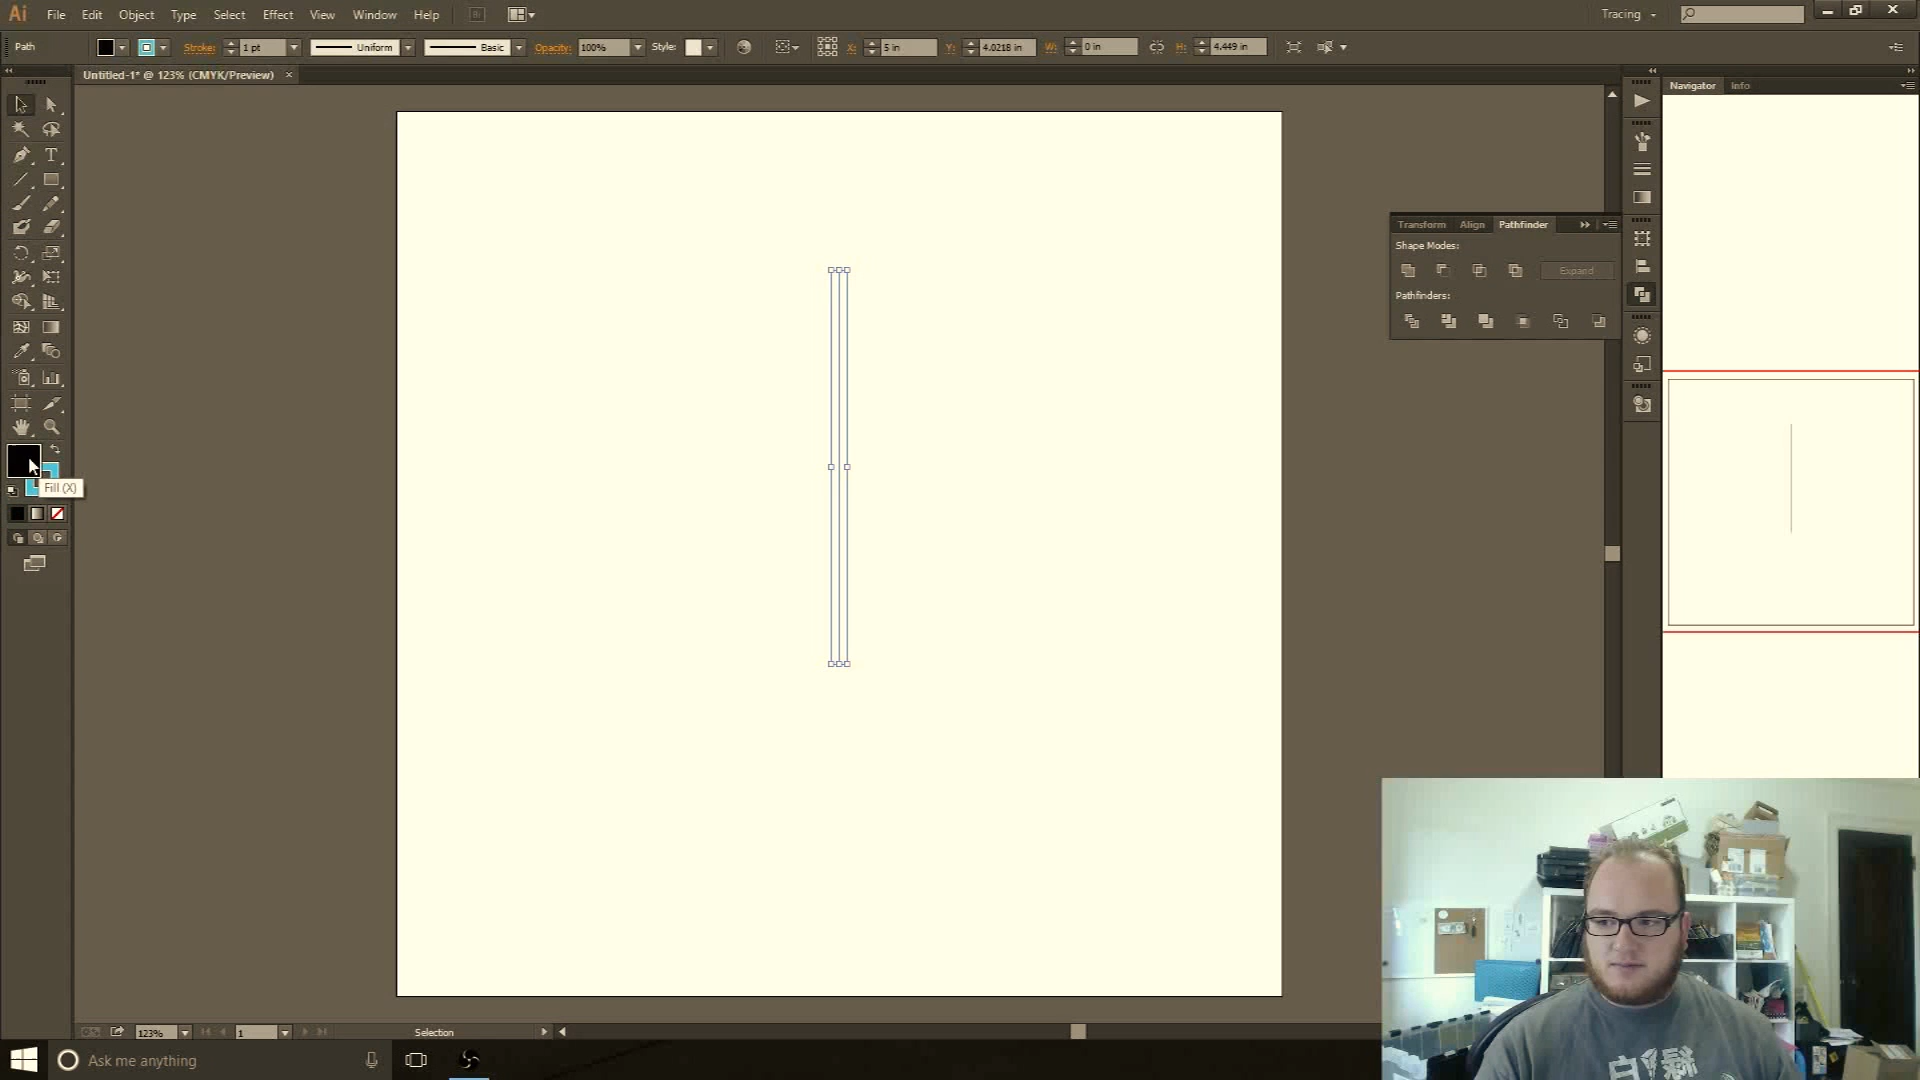 Ai File Edit Object Type Select Effect View Window Help Br Tracing
Path Stroke: 1 pt Uniform Basic Opacity: 100% Style: X: 5 in Y: 4.0218 in W: 0 in H: 4.449 in
Untitled-1* @ 123% (CMYK/Preview) ×
Navigator Info
Transform Align Pathfinder
Shape Modes:
Expand
Pathfinders:
Fill (X)
123% 1 Selection
Ask me anything